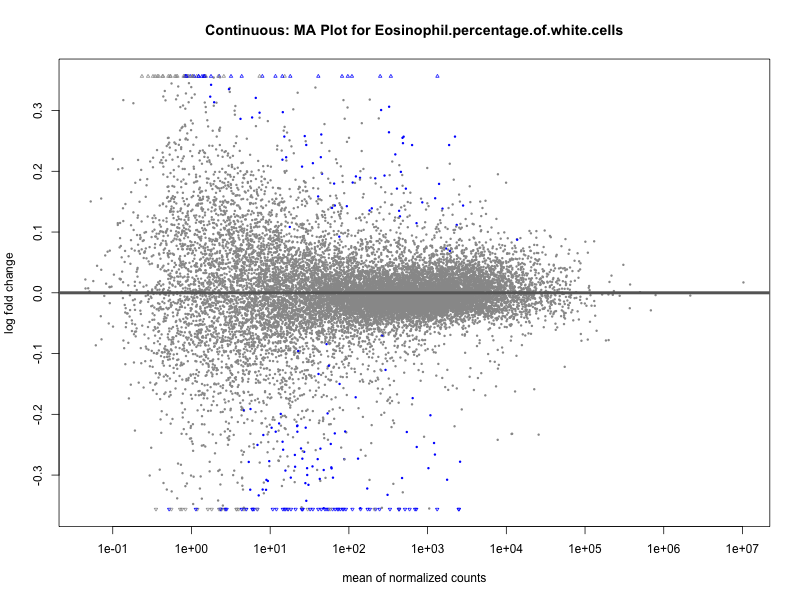 Continuous: MA Plot for Eosinophil.percentage.of.white.cells
log fold change
0.3
0.2
0.1
0.0
-0.1
-0.2
-0.3
1e-01 1e+00 1e+01 1e+02 1e+03 1e+04 1e+05 1e+06 1e+07
mean of normalized counts